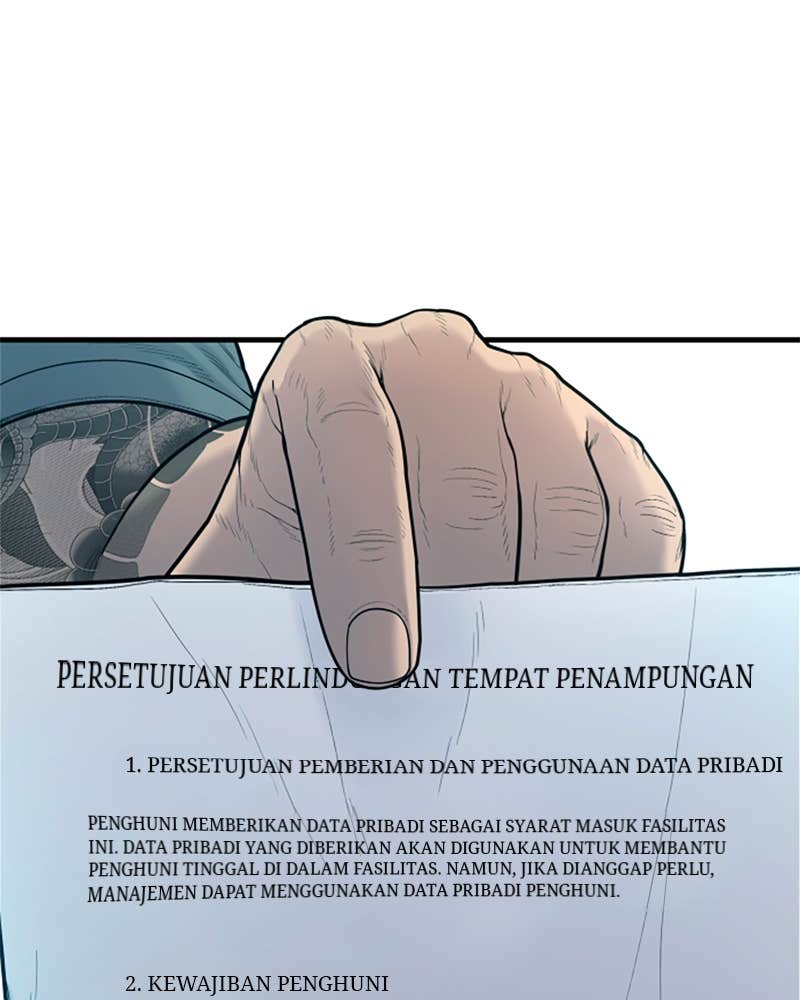 PERSETUJUAN PERLINDUNGAN TEMPAT PENAMPUNGAN
1. PERSETUJUAN PEMBERIAN DAN PENGGUNAAN DATA PRIBADI
PENGHUNI MEMBERIKAN DATA PRIBADI SEBAGAI SYARAT MASUK FASILITAS
INI. DATA PRIBADI YANG DIBERIKAN AKAN DIGUNAKAN UNTUK MEMBANTU
PENGHUNI TINGGAL DI DALAM FASILITAS. NAMUN, JIKA DIANGGAP PERLU,
MANAJEMEN DAPAT MENGGUNAKAN DATA PRIBADI PENGHUNI.
2. KEWAJIBAN PENGHUNI